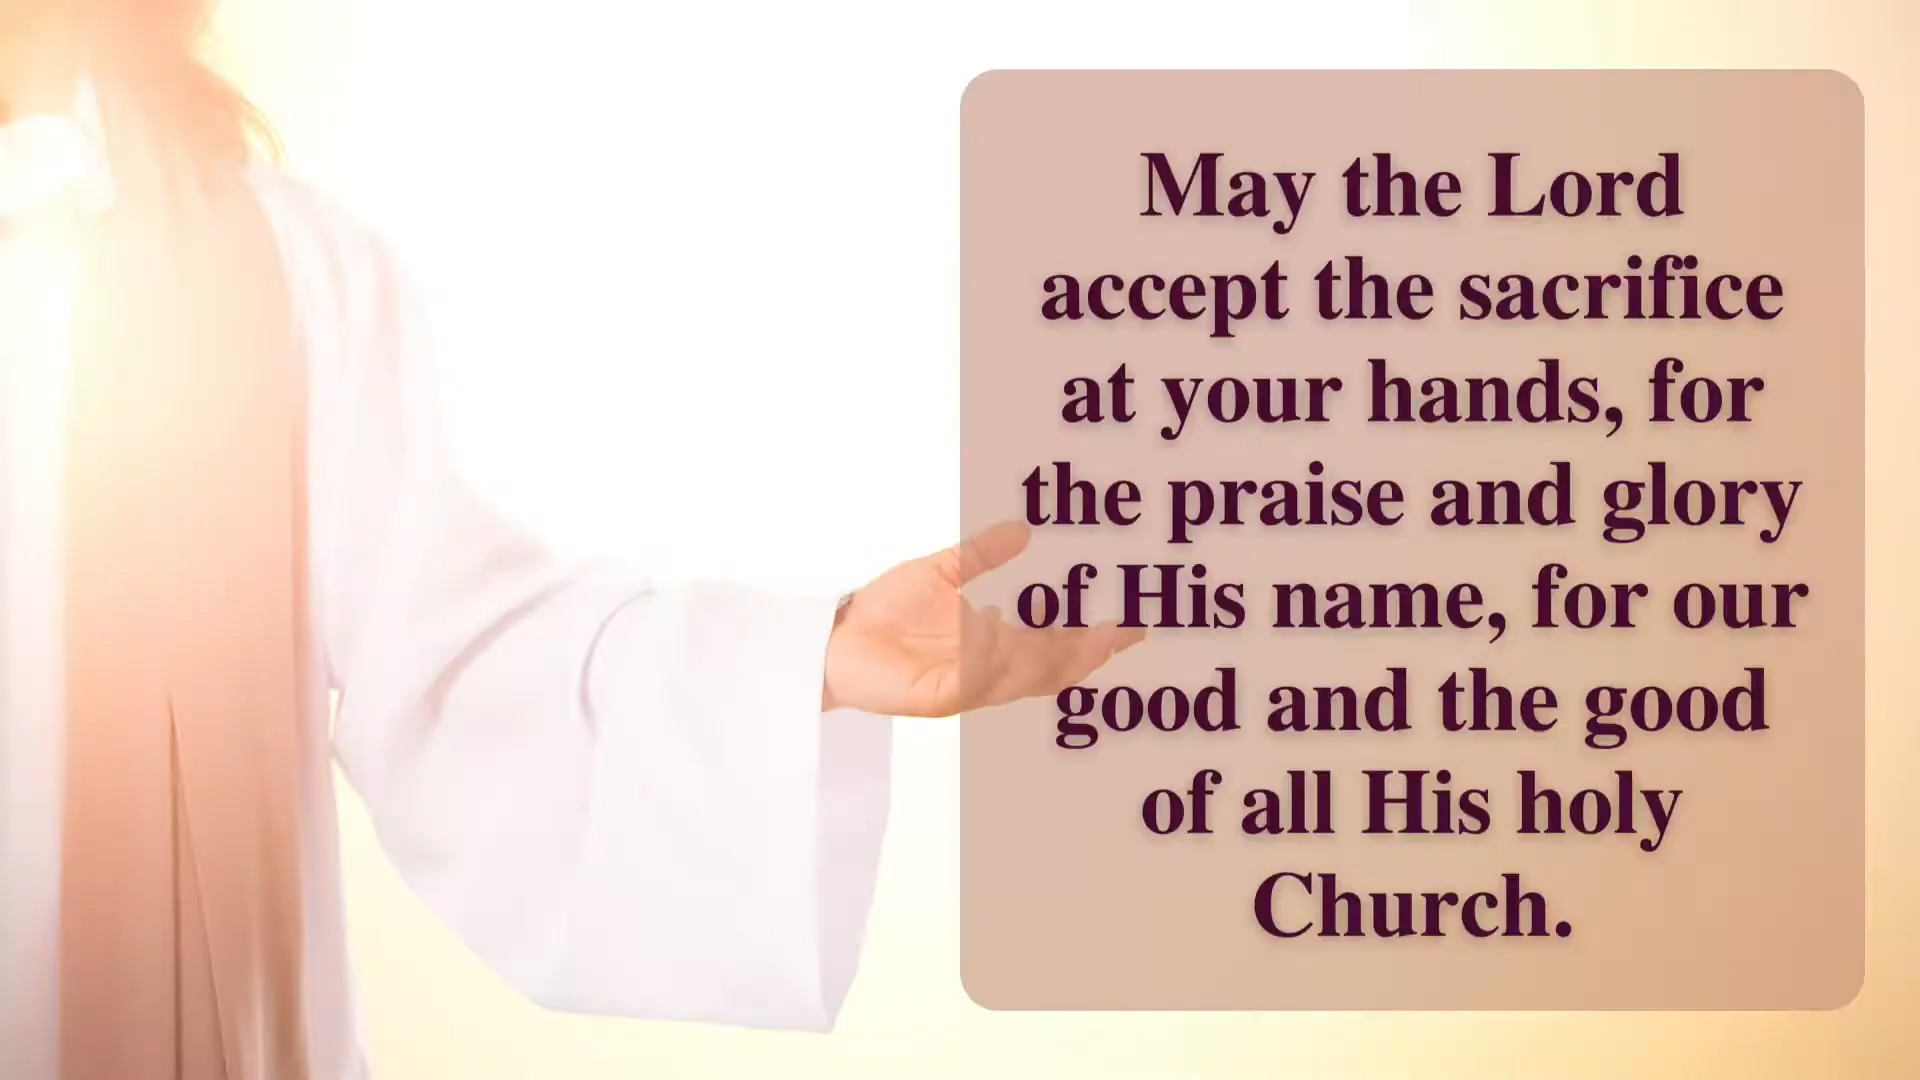 May the Lord
accept the sacrifice
at your hands, for
the praise and glory
of His name, for our
good and the good
of all His holy
Church.